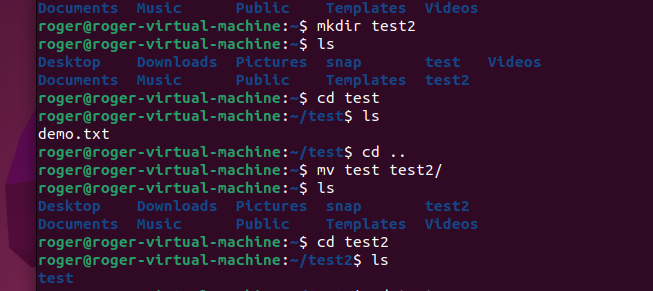 Documents  Music      Public    Templates  Videos
roger@roger-virtual-machine:~$ mkdir test2
roger@roger-virtual-machine:~$ ls
Desktop    Downloads  Pictures  snap       test   Videos
Documents  Music      Public    Templates  test2
roger@roger-virtual-machine:~$ cd test
roger@roger-virtual-machine:~/test$ ls
demo.txt
roger@roger-virtual-machine:~/test$ cd ..
roger@roger-virtual-machine:~$ mv test test2/
roger@roger-virtual-machine:~$ ls
Desktop    Downloads  Pictures  snap       test2
Documents  Music      Public    Templates  Videos
roger@roger-virtual-machine:~$ cd test2
roger@roger-virtual-machine:~/test2$ ls
test